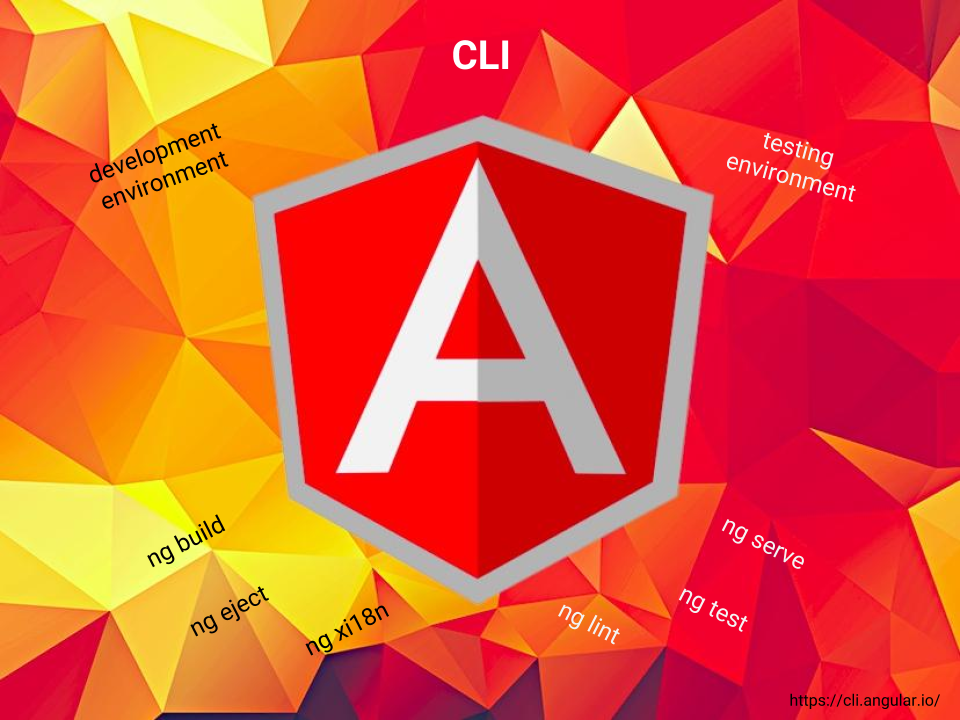 CLI
development
environment
testing
environment
ng build
ng eject
ng xi18n
ng lint
ng test
ng serve
https://cli.angular.io/